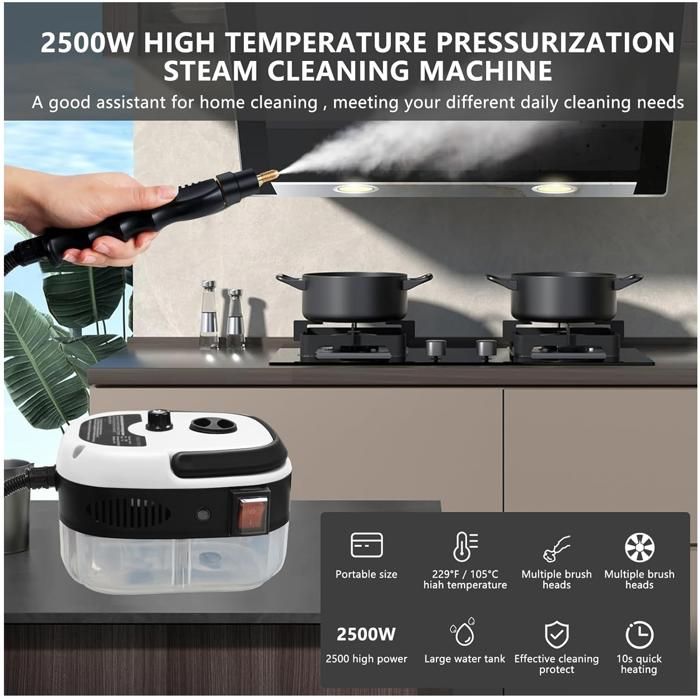 2500W HIGH TEMPERATURE PRESSURIZATION
STEAM CLEANING MACHINE
A good assistant for home cleaning , meeting your different daily cleaning needs
Portable size
229°F / 105°C
hiah temperature
Multiple brush
heads
Multiple brush
heads
2500W
2500 high power
Large water tank
Effective cleaning
protect
10s quick
heating